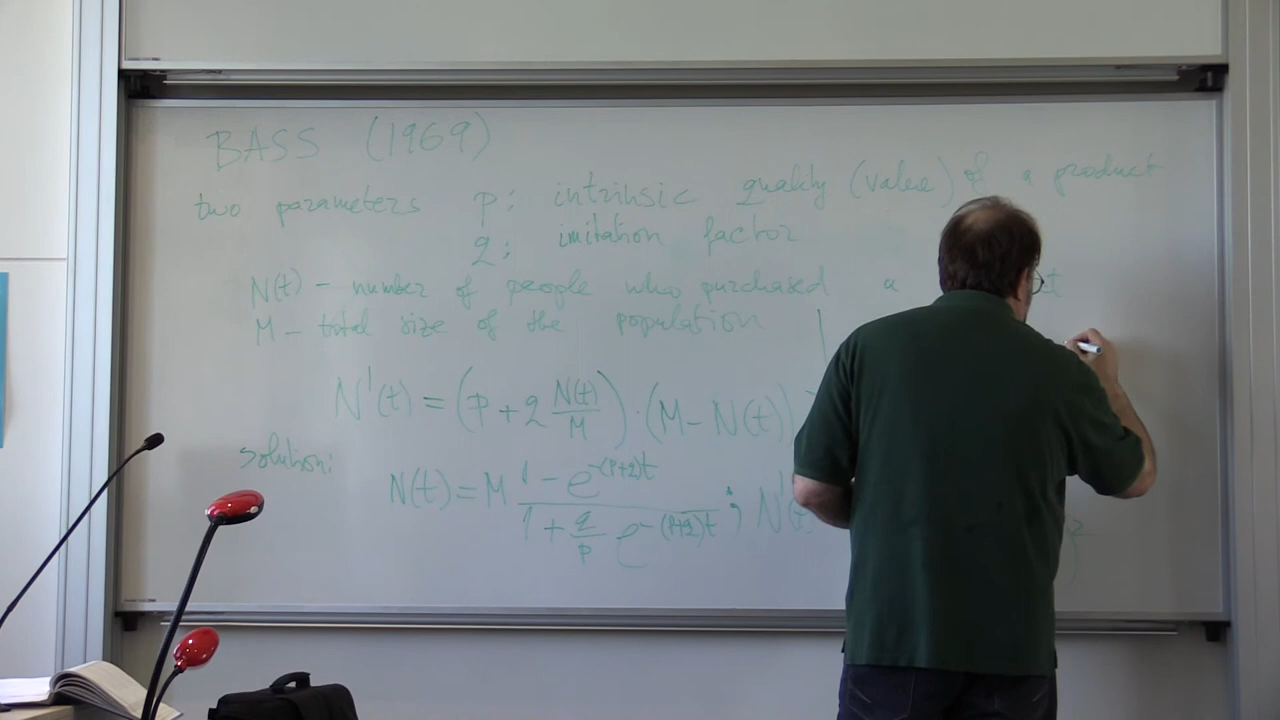 BASS (1969)
two parameters p: intrinsic quality (value) of a product
q: imitation factor
N(t) – number of people who purchased a
M – total size of the population
N'(t) = (p + q N(t)/M) · (M – N(t))
solution: N(t) = M (1 – e^-(p+q)t)/(1 + q/p e^-(p+q)t) ; N'(t